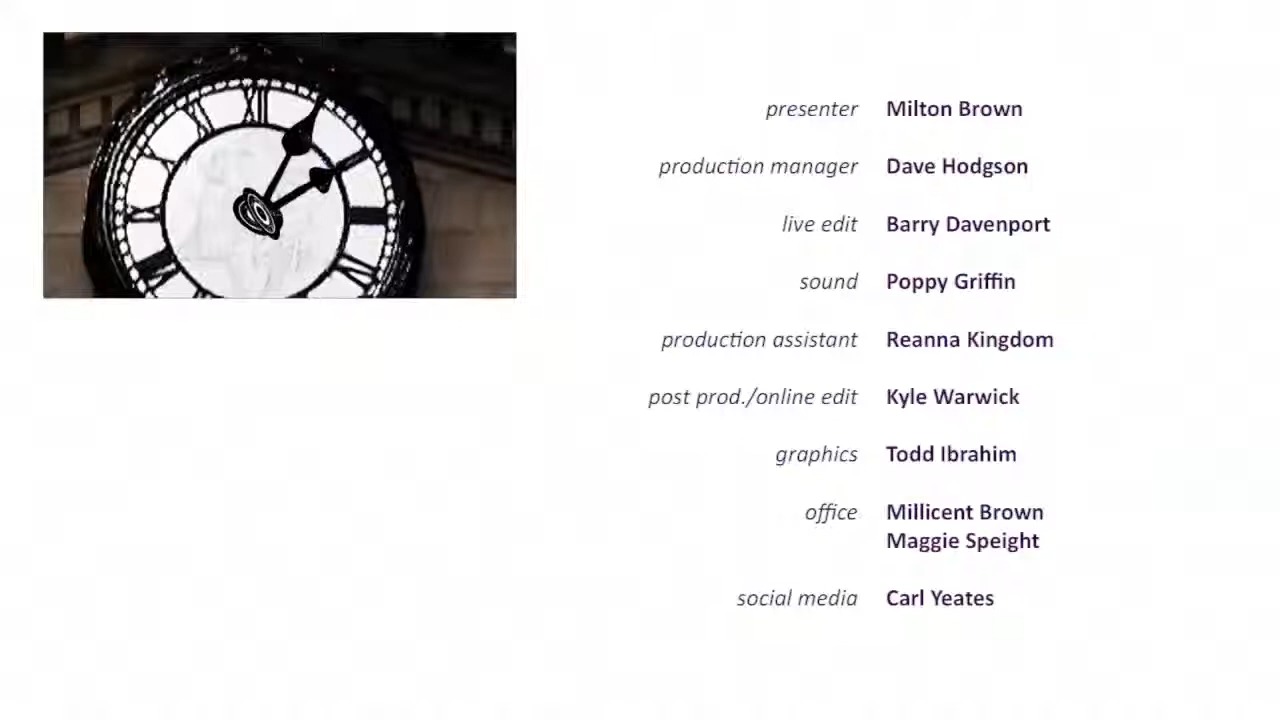 presenter Milton Brown
production manager Dave Hodgson
live edit Barry Davenport
sound Poppy Griffin
production assistant Reanna Kingdom
post prod./online edit Kyle Warwick
graphics Todd Ibrahim
office Millicent Brown
Maggie Speight
social media Carl Yeates